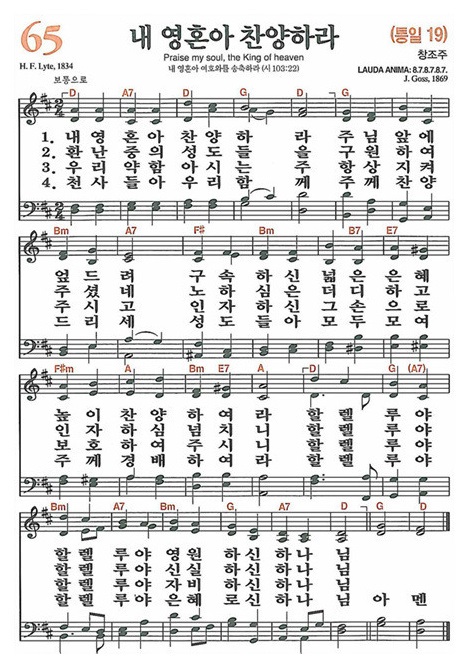 65 내 영혼아 찬양하라 (통일 19)
Praise my soul, the King of heaven 창조주
H. F. Lyte, 1834 내 영혼아 여호와를 송축하라 (시 103:22) LAUDA ANIMA: 8.7.8.7.8.7.
보통으로 J. Goss, 1869
D A7 D G D G D
1. 내 영 혼 아 찬 양 하 라 주 님 앞 에
2. 환 난 중 의 성 도 들 을 구 원 하 여
3. 우 리 약 함 아 시 는 주 항 상 지 켜
4. 천 사 들 아 우 리 함 께 주 께 찬 양
Bm A7 F# Bm B7 E7
엎 드 려 구 속 하 신 넓 은 은 혜
주 셨 네 노 하 심 은 더 디 하 고
주 시 고 인 자 하 신 그 손 으 로
드 리 세 성 도 들 아 모 두 모 여
F#m A A Bm G D A7
높 이 찬 양 하 여 라 할 렐 루 야
인 자 하 심 넘 치 니 할 렐 루 야
보 호 하 여 주 시 니 할 렐 루 야
주 께 경 배 하 여 라 할 렐 루 야
Bm A7 Bm G D G A7 D G D
할 렐 루 야 영 원 하 신 하 나 님
할 렐 루 야 신 실 하 신 하 나 님
할 렐 루 야 자 비 하 신 하 나 님
할 렐 루 야 은 혜 로 신 하 나 님 아 멘